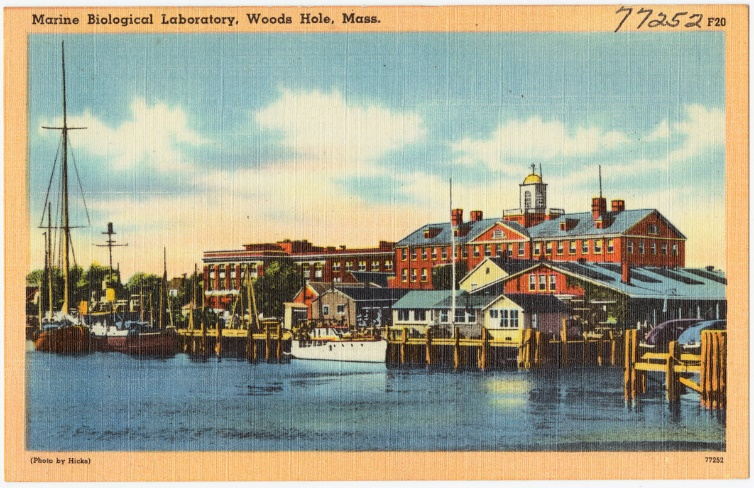 Marine Biological Laboratory, Woods Hole, Mass.
77252 F20
(Photo by Hicks)
77252